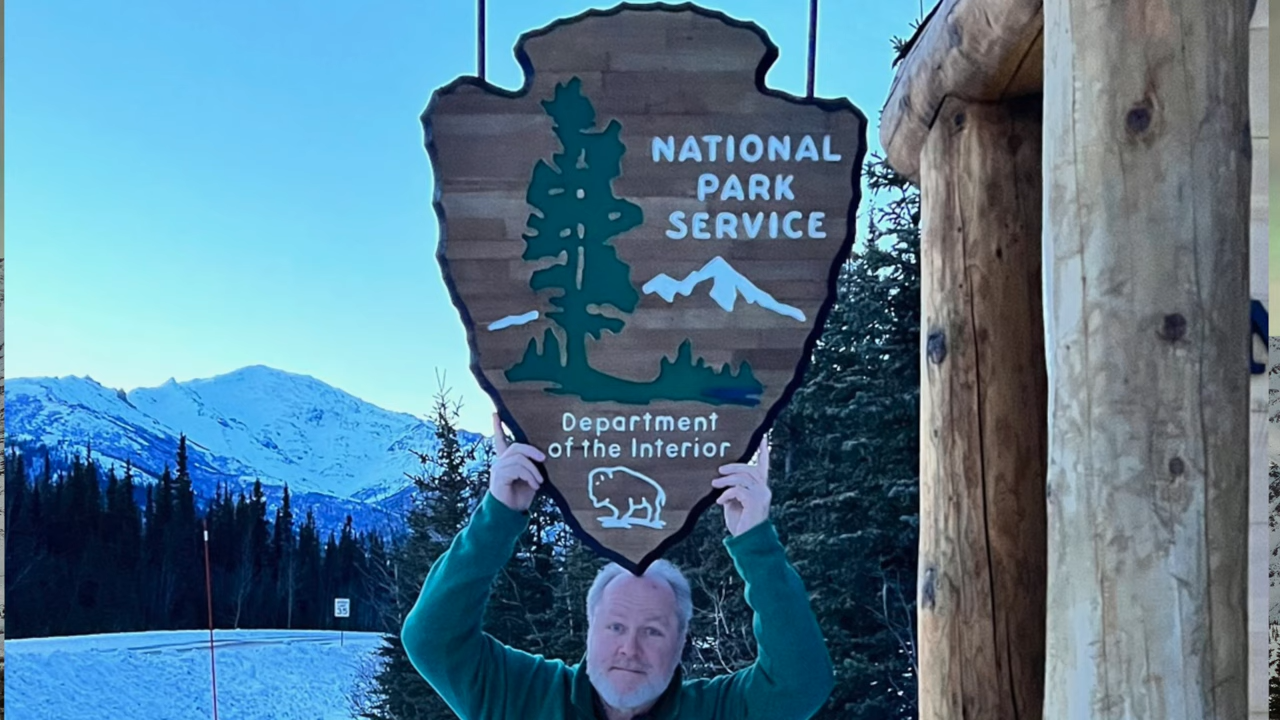 NATIONAL
PARK
SERVICE
Department
of the Interior
35